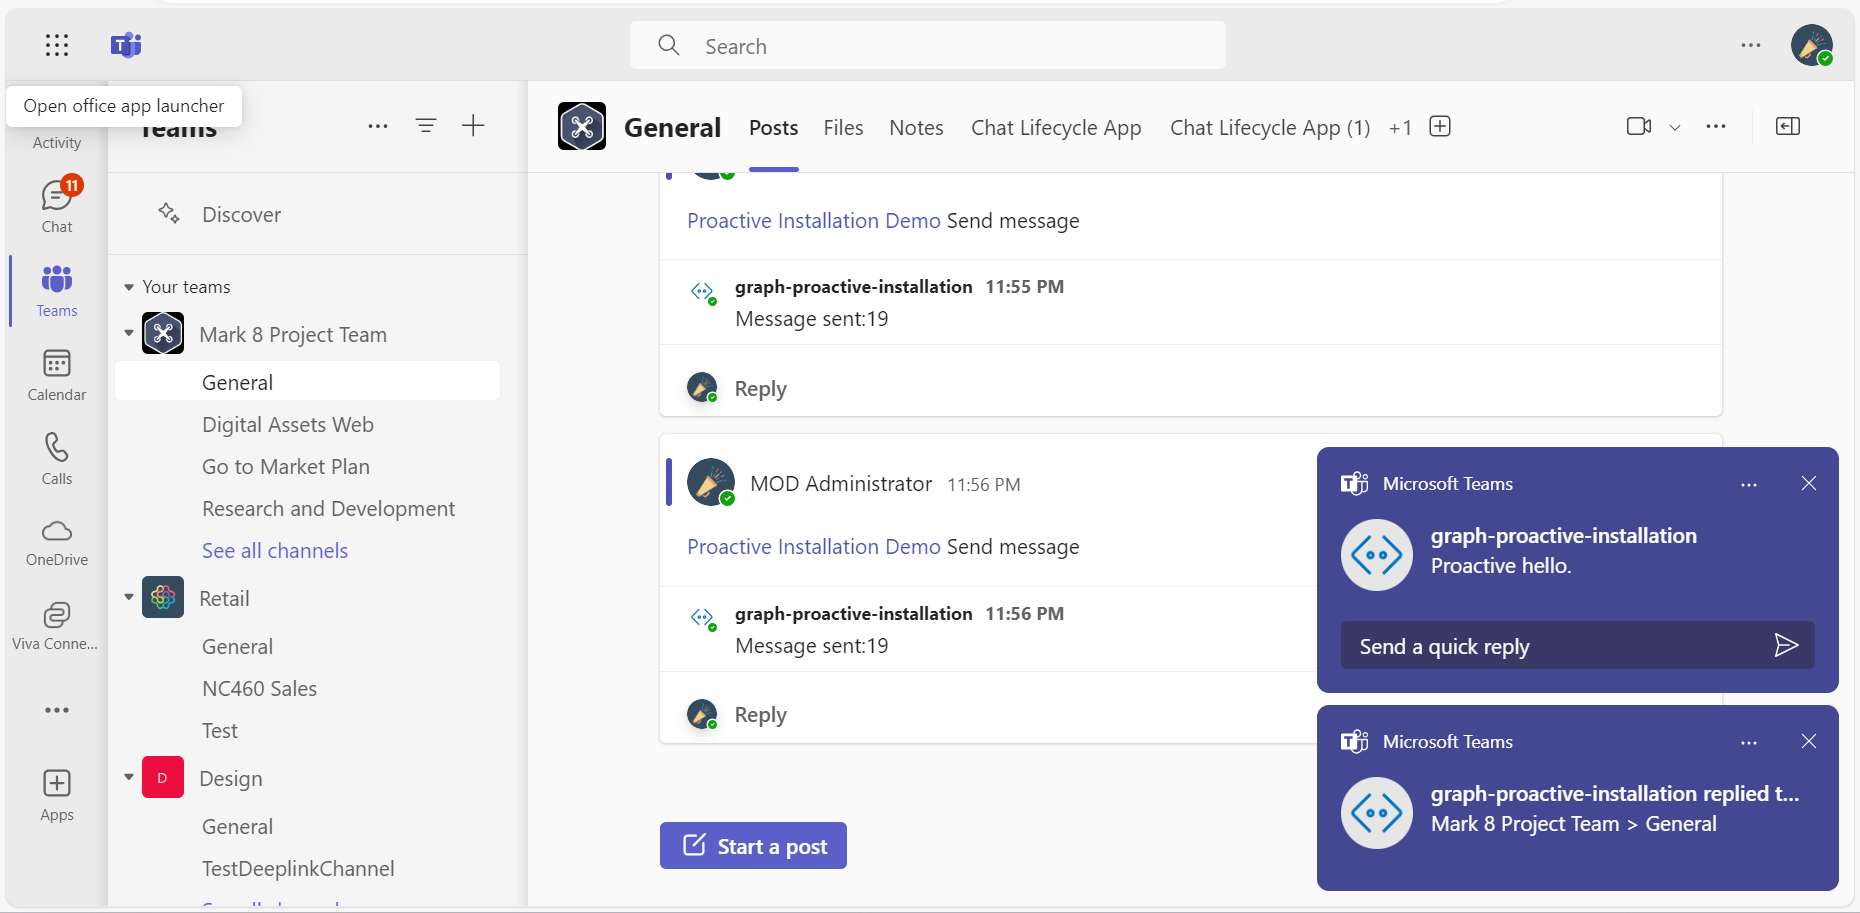 Search
Open office app launcher
Teams
Activity
11
Chat
Teams
Calendar
Calls
OneDrive
Viva Conne...
Apps
Discover
Your teams
Mark 8 Project Team
General
Digital Assets Web
Go to Market Plan
Research and Development
See all channels
Retail
General
NC460 Sales
Test
D
Design
General
TestDeeplinkChannel
General Posts Files Notes Chat Lifecycle App Chat Lifecycle App (1) +1
Proactive Installation Demo Send message
graph-proactive-installation 11:55 PM
Message sent:19
Reply
MOD Administrator 11:56 PM
Proactive Installation Demo Send message
graph-proactive-installation 11:56 PM
Message sent:19
Reply
Start a post
Microsoft Teams
graph-proactive-installation
Proactive hello.
Send a quick reply
Microsoft Teams
graph-proactive-installation replied t...
Mark 8 Project Team > General